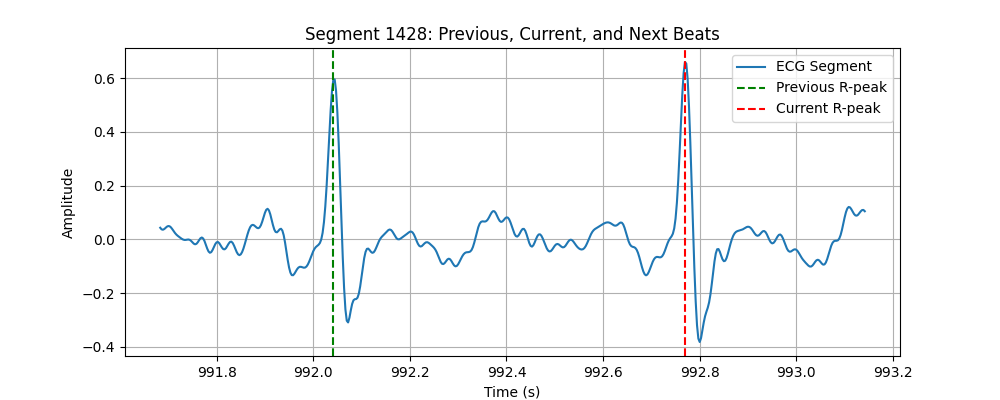 Segment 1428: Previous, Current, and Next Beats
ECG Segment
Previous R-peak
Current R-peak
Amplitude
0.6
0.4
0.2
0.0
−0.2
−0.4
991.8 992.0 992.2 992.4 992.6 992.8 993.0 993.2
Time (s)